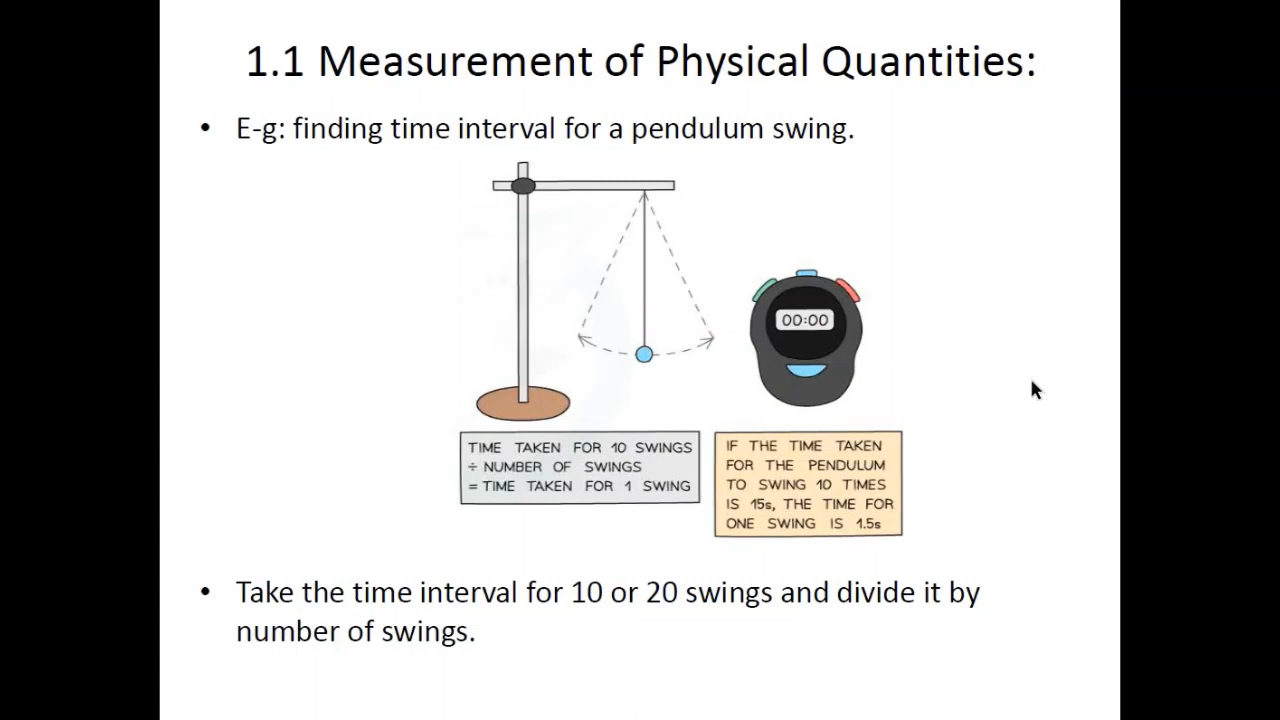 1.1 Measurement of Physical Quantities:
• E-g: finding time interval for a pendulum swing.
00:00
TIME TAKEN FOR 10 SWINGS
÷ NUMBER OF SWINGS
= TIME TAKEN FOR 1 SWING
IF THE TIME TAKEN
FOR THE PENDULUM
TO SWING 10 TIMES
IS 15s, THE TIME FOR
ONE SWING IS 1.5s
• Take the time interval for 10 or 20 swings and divide it by
number of swings.